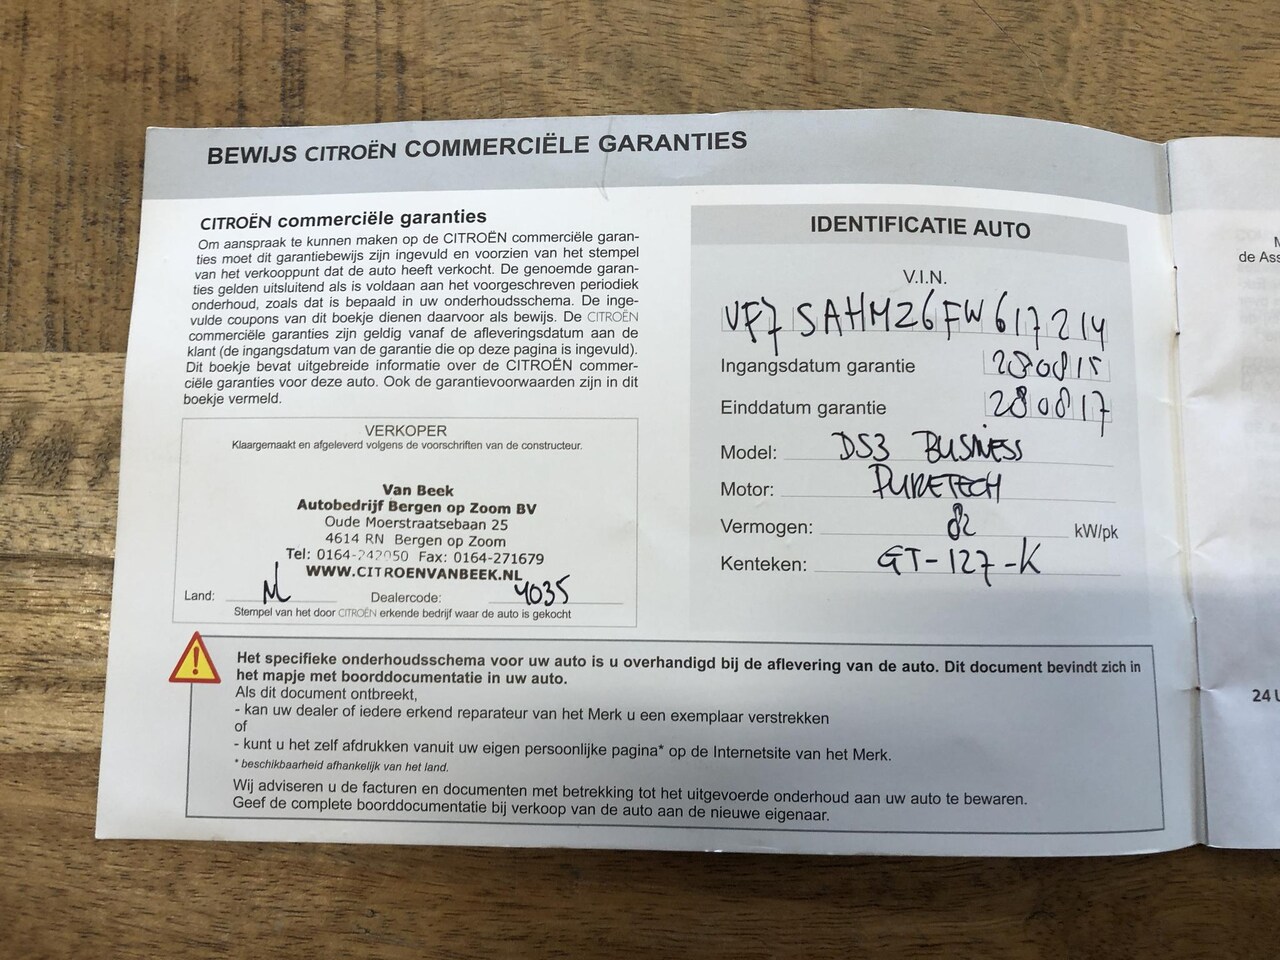 BEWIJS CITROËN COMMERCIËLE GARANTIES
CITROËN commerciële garanties
Om aanspraak te kunnen maken op de CITROËN commerciële garan-
ties moet dit garantiebewijs zijn ingevuld en voorzien van het stempel
van het verkooppunt dat de auto heeft verkocht. De genoemde garan-
ties gelden uitsluitend als is voldaan aan het voorgeschreven periodiek
onderhoud, zoals dat is bepaald in uw onderhoudsschema. De inge-
vulde coupons van dit boekje dienen daarvoor als bewijs. De CITROËN
commerciële garanties zijn geldig vanaf de afleveringsdatum aan de
klant (de ingangsdatum van de garantie die op deze pagina is ingevuld).
Dit boekje bevat uitgebreide informatie over de CITROËN commer-
ciële garanties voor deze auto. Ook de garantievoorwaarden zijn in dit
boekje vermeld.
VERKOPER
Klaargemaakt en afgeleverd volgens de voorschriften van de constructeur.
Van Beek
Autobedrijf Bergen op Zoom BV
Oude Moerstraatsebaan 25
4614 RN Bergen op Zoom
Tel: 0164-242050 Fax: 0164-271679
WWW.CITROENVANBEEK.NL
Land: NL Dealercode: 4035
Stempel van het door CITROËN erkende bedrijf waar de auto is gekocht
IDENTIFICATIE AUTO
V.I.N.
VF7SAHMZ6FW617214
Ingangsdatum garantie 280815
Einddatum garantie 280817
Model: DS3 BUSINESS
Motor: PURETECH
Vermogen: 82 kW/pk
Kenteken: GT-127-K
Het specifieke onderhoudsschema voor uw auto is u overhandigd bij de aflevering van de auto. Dit document bevindt zich in
het mapje met boorddocumentatie in uw auto.
Als dit document ontbreekt,
- kan uw dealer of iedere erkend reparateur van het Merk u een exemplaar verstrekken
of
- kunt u het zelf afdrukken vanuit uw eigen persoonlijke pagina* op de Internetsite van het Merk.
* beschikbaarheid afhankelijk van het land.
Wij adviseren u de facturen en documenten met betrekking tot het uitgevoerde onderhoud aan uw auto te bewaren.
Geef de complete boorddocumentatie bij verkoop van de auto aan de nieuwe eigenaar.
de Ass
24 U